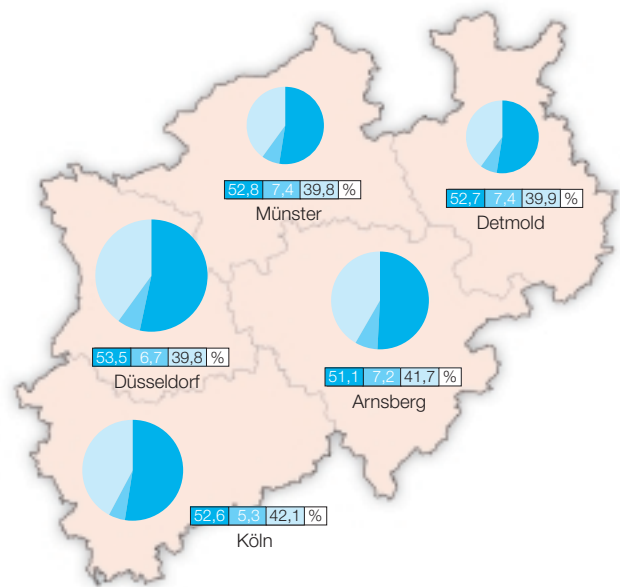 52,8 7,4 39,8 %
Münster
52,7 7,4 39,9 %
Detmold
53,5 6,7 39,8 %
Düsseldorf
51,1 7,2 41,7 %
Arnsberg
52,6 5,3 42,1 %
Köln